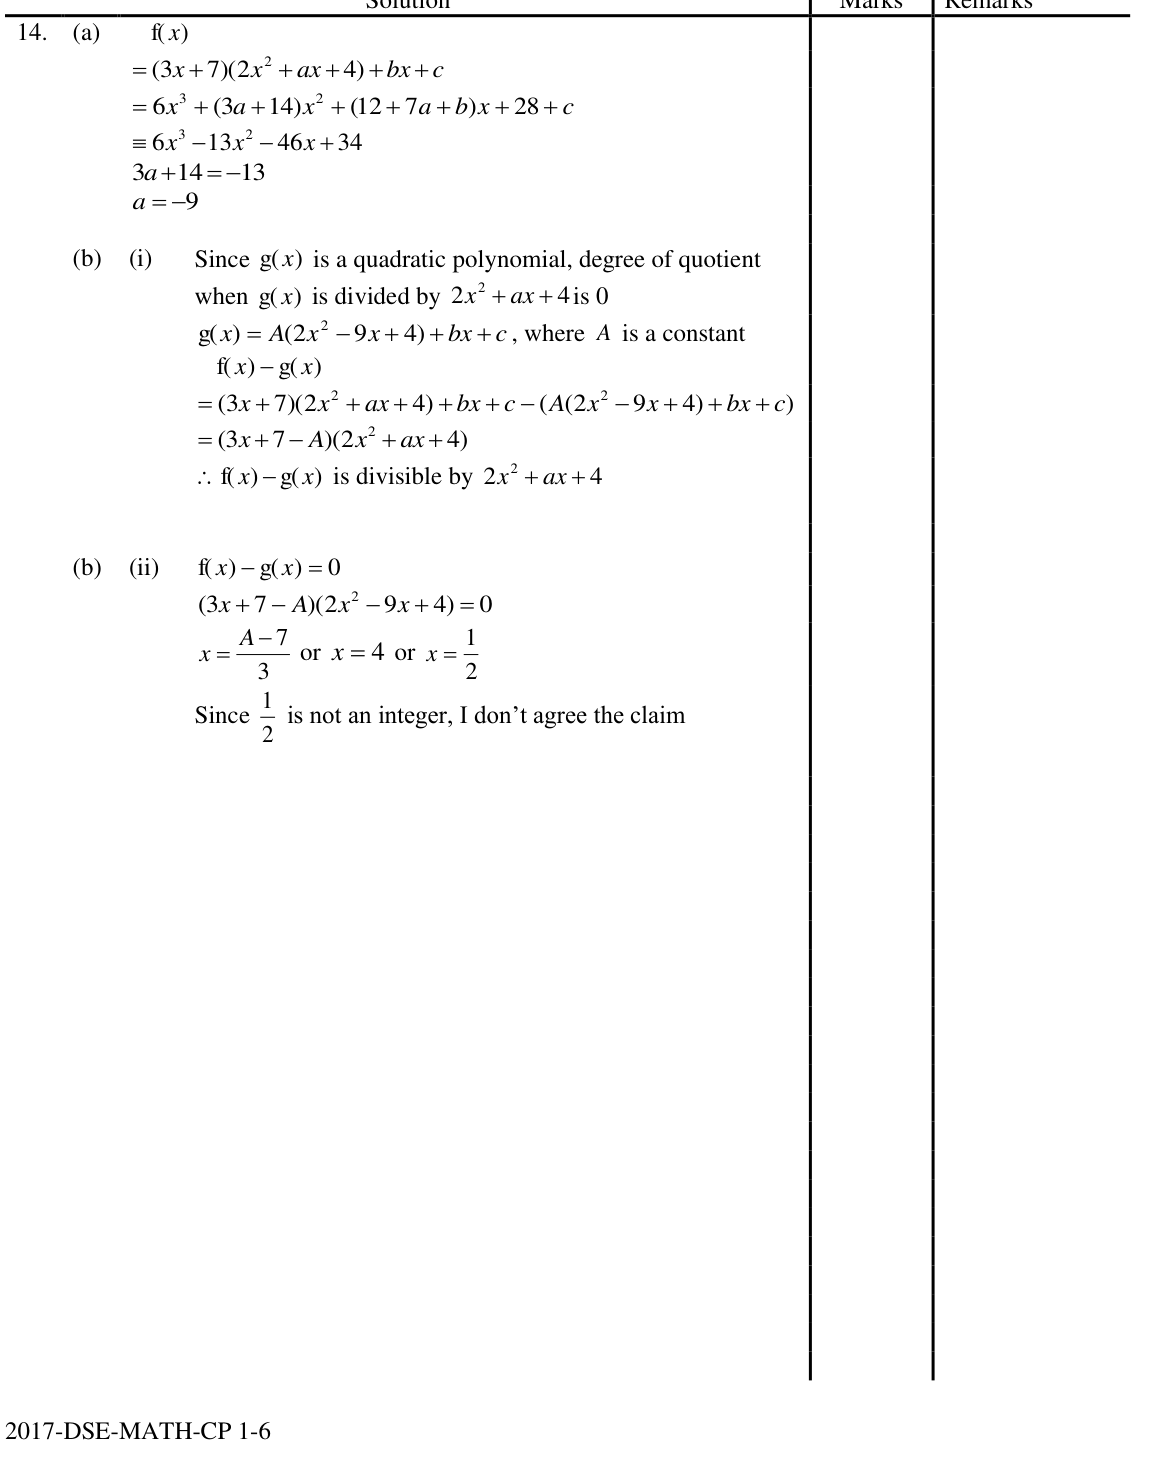 Solution Marks Remarks
14. (a) f(x)
= (3x + 7)(2x² + ax + 4) + bx + c
= 6x³ + (3a + 14)x² + (12 + 7a + b)x + 28 + c
≡ 6x³ − 13x² − 46x + 34
3a + 14 = −13
a = −9
(b) (i) Since g(x) is a quadratic polynomial, degree of quotient
when g(x) is divided by 2x² + ax + 4 is 0
g(x) = A(2x² − 9x + 4) + bx + c , where A is a constant
f(x) − g(x)
= (3x + 7)(2x² + ax + 4) + bx + c − (A(2x² − 9x + 4) + bx + c)
= (3x + 7 − A)(2x² + ax + 4)
∴ f(x) − g(x) is divisible by 2x² + ax + 4
(b) (ii) f(x) − g(x) = 0
(3x + 7 − A)(2x² − 9x + 4) = 0
x = (A − 7)/3 or x = 4 or x = 1/2
Since 1/2 is not an integer, I don’t agree the claim
2017-DSE-MATH-CP 1-6